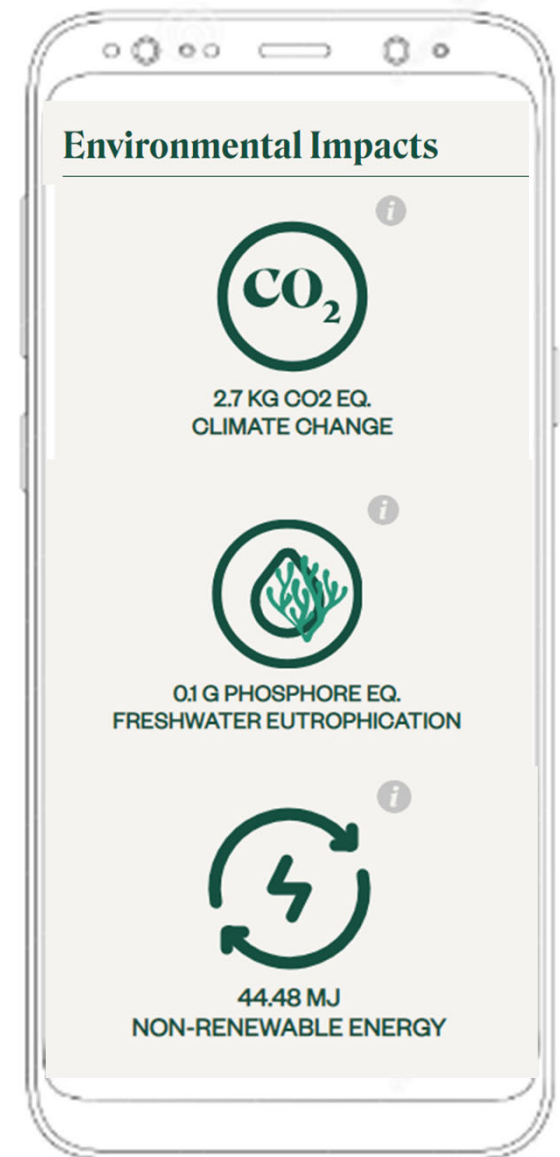 Environmental Impacts
i
CO₂
2.7 KG CO2 EQ.
CLIMATE CHANGE
i
0.1 G PHOSPHORE EQ.
FRESHWATER EUTROPHICATION
i
44.48 MJ
NON-RENEWABLE ENERGY